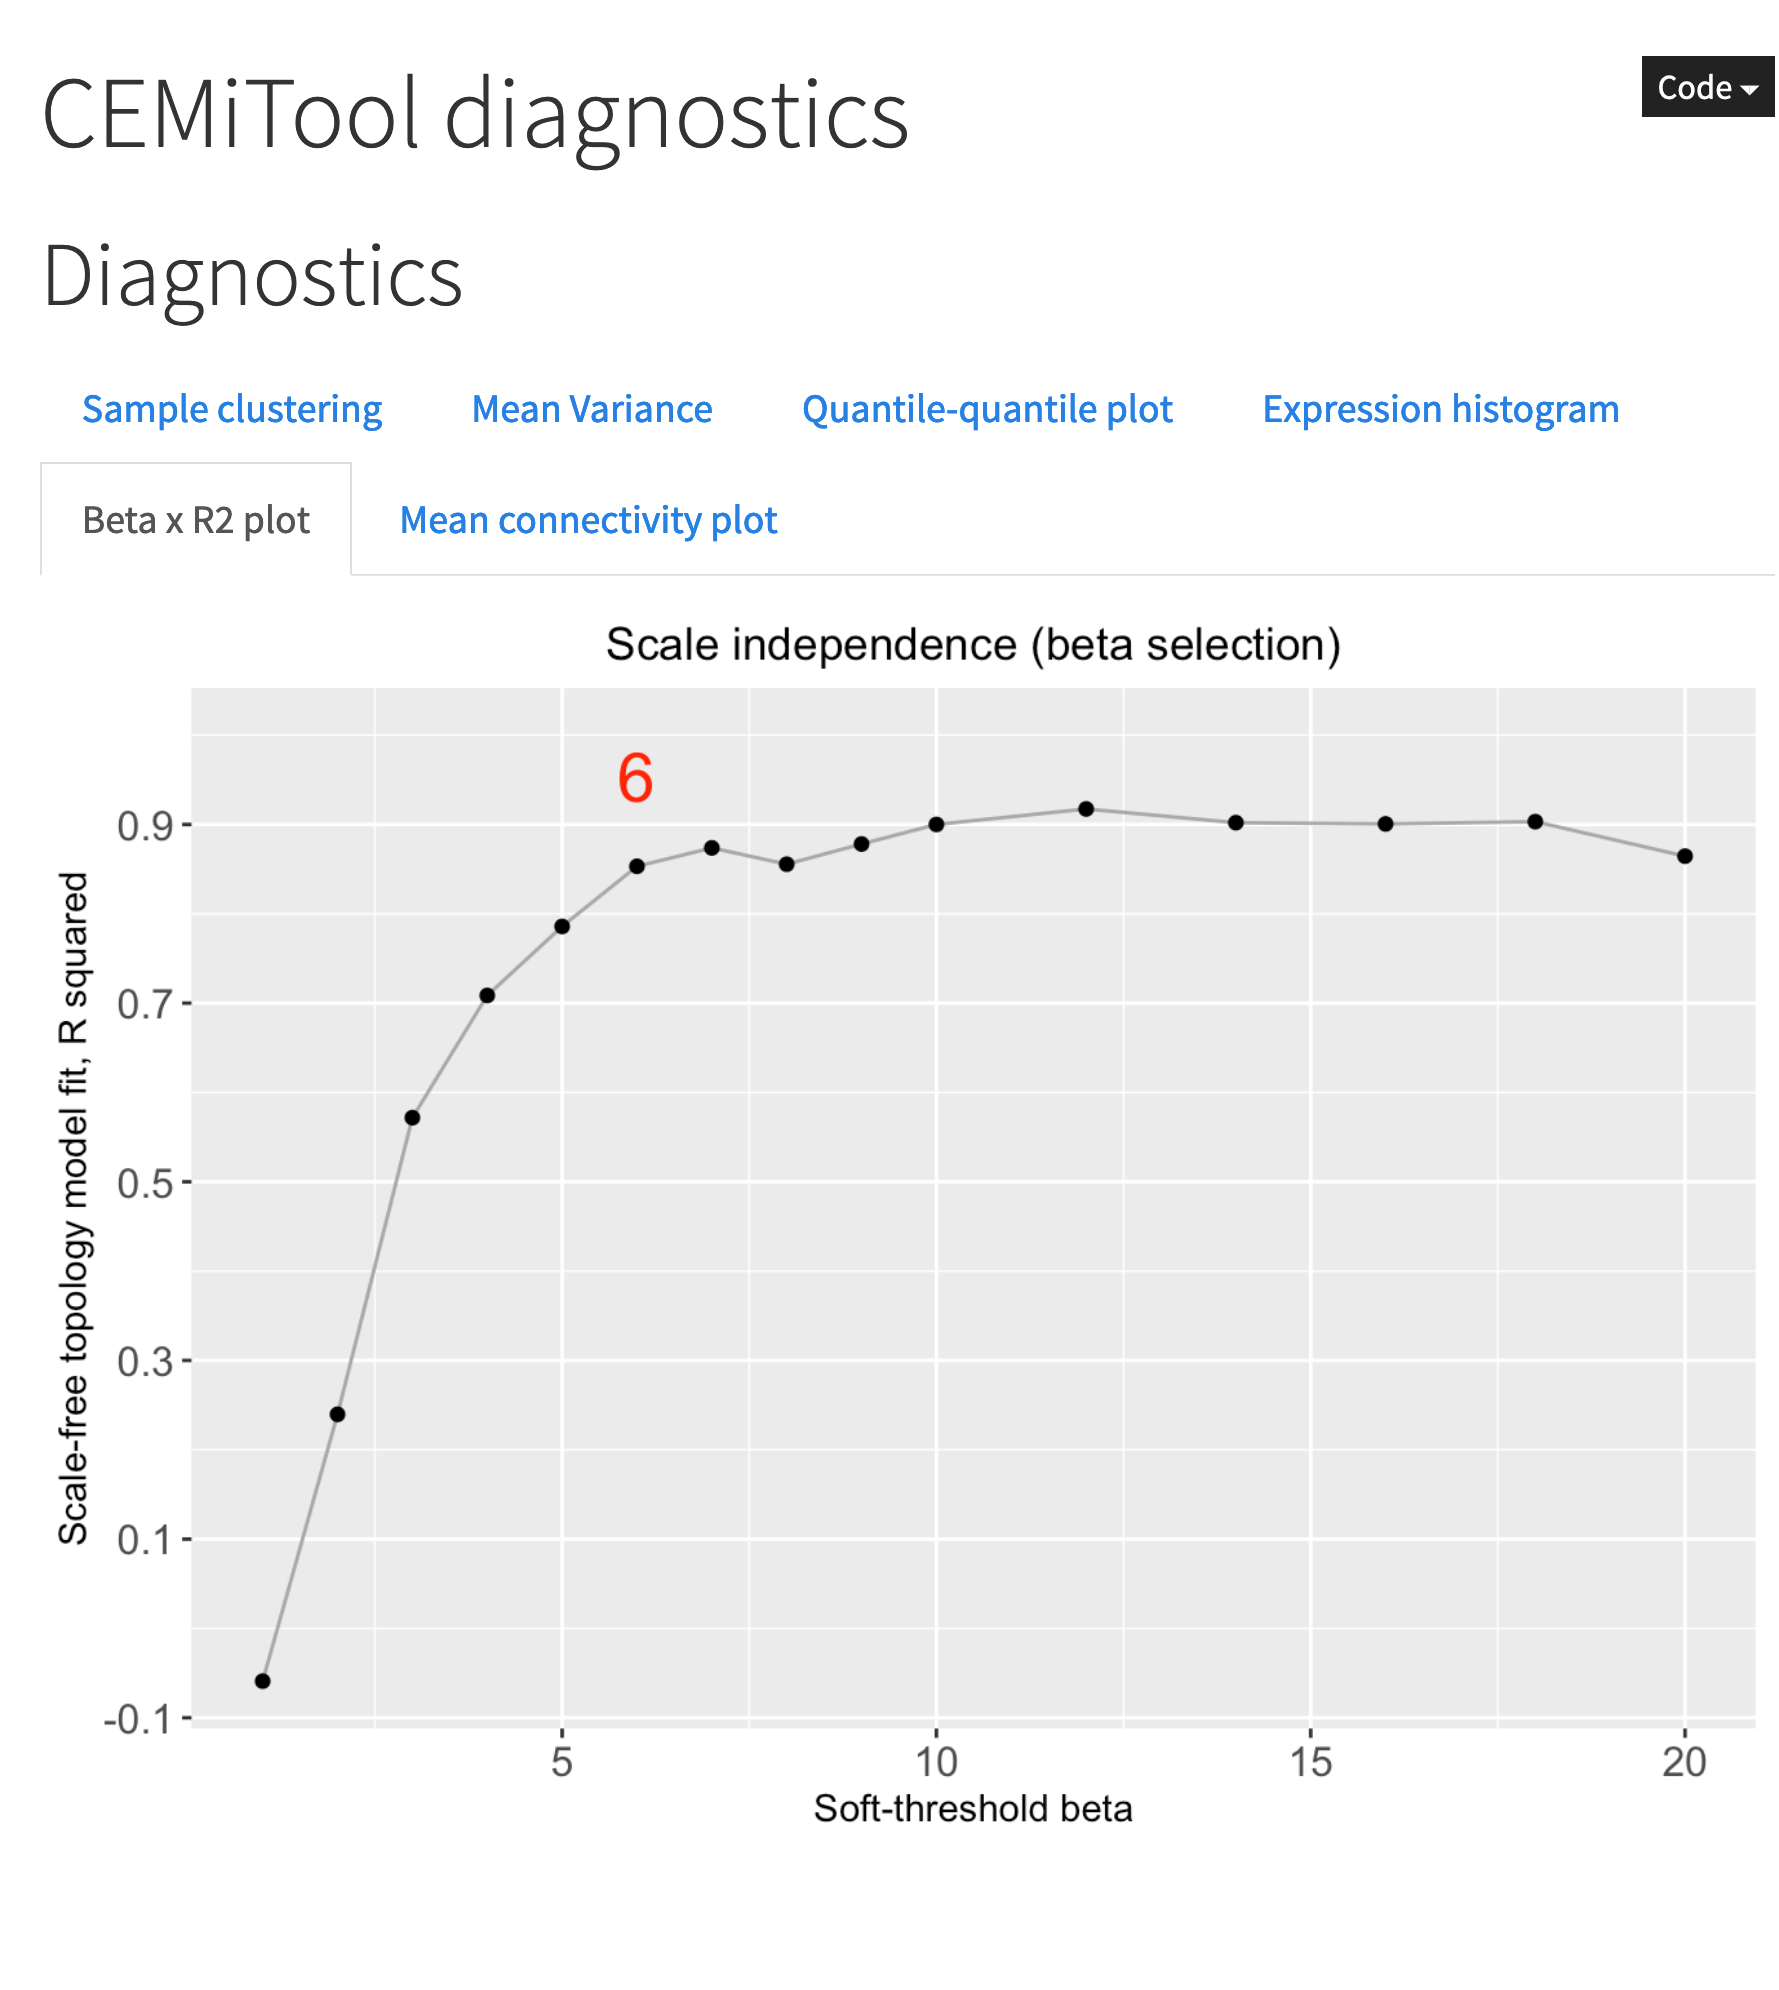 CEMiTool diagnostics
Code
Diagnostics
Sample clustering Mean Variance Quantile-quantile plot Expression histogram
Beta x R2 plot Mean connectivity plot
Scale independence (beta selection)
6
0.9
0.7
0.5
0.3
0.1
-0.1
Scale-free topology model fit, R squared
5 10 15 20
Soft-threshold beta